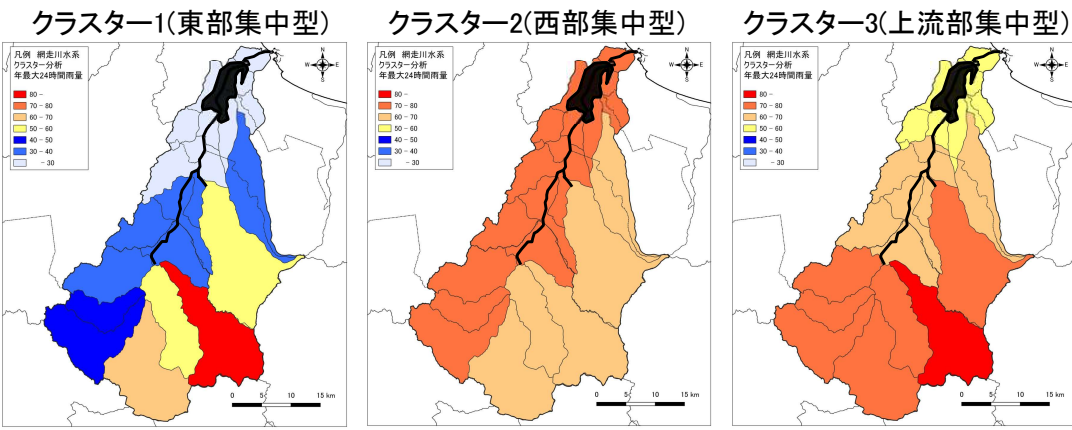 クラスター1(東部集中型)
凡例 網走川水系
クラスター分析
年最大24時間雨量
80 -
70 - 80
60 - 70
50 - 60
40 - 50
30 - 40
- 30
N
W
E
S
0 5 10 15 km
クラスター2(西部集中型)
凡例 網走川水系
クラスター分析
年最大24時間雨量
80 -
70 - 80
60 - 70
50 - 60
40 - 50
30 - 40
- 30
N
W
E
S
0 5 10 15 km
クラスター3(上流部集中型)
凡例 網走川水系
クラスター分析
年最大24時間雨量
80 -
70 - 80
60 - 70
50 - 60
40 - 50
30 - 40
- 30
N
W
E
S
0 5 10 15 km